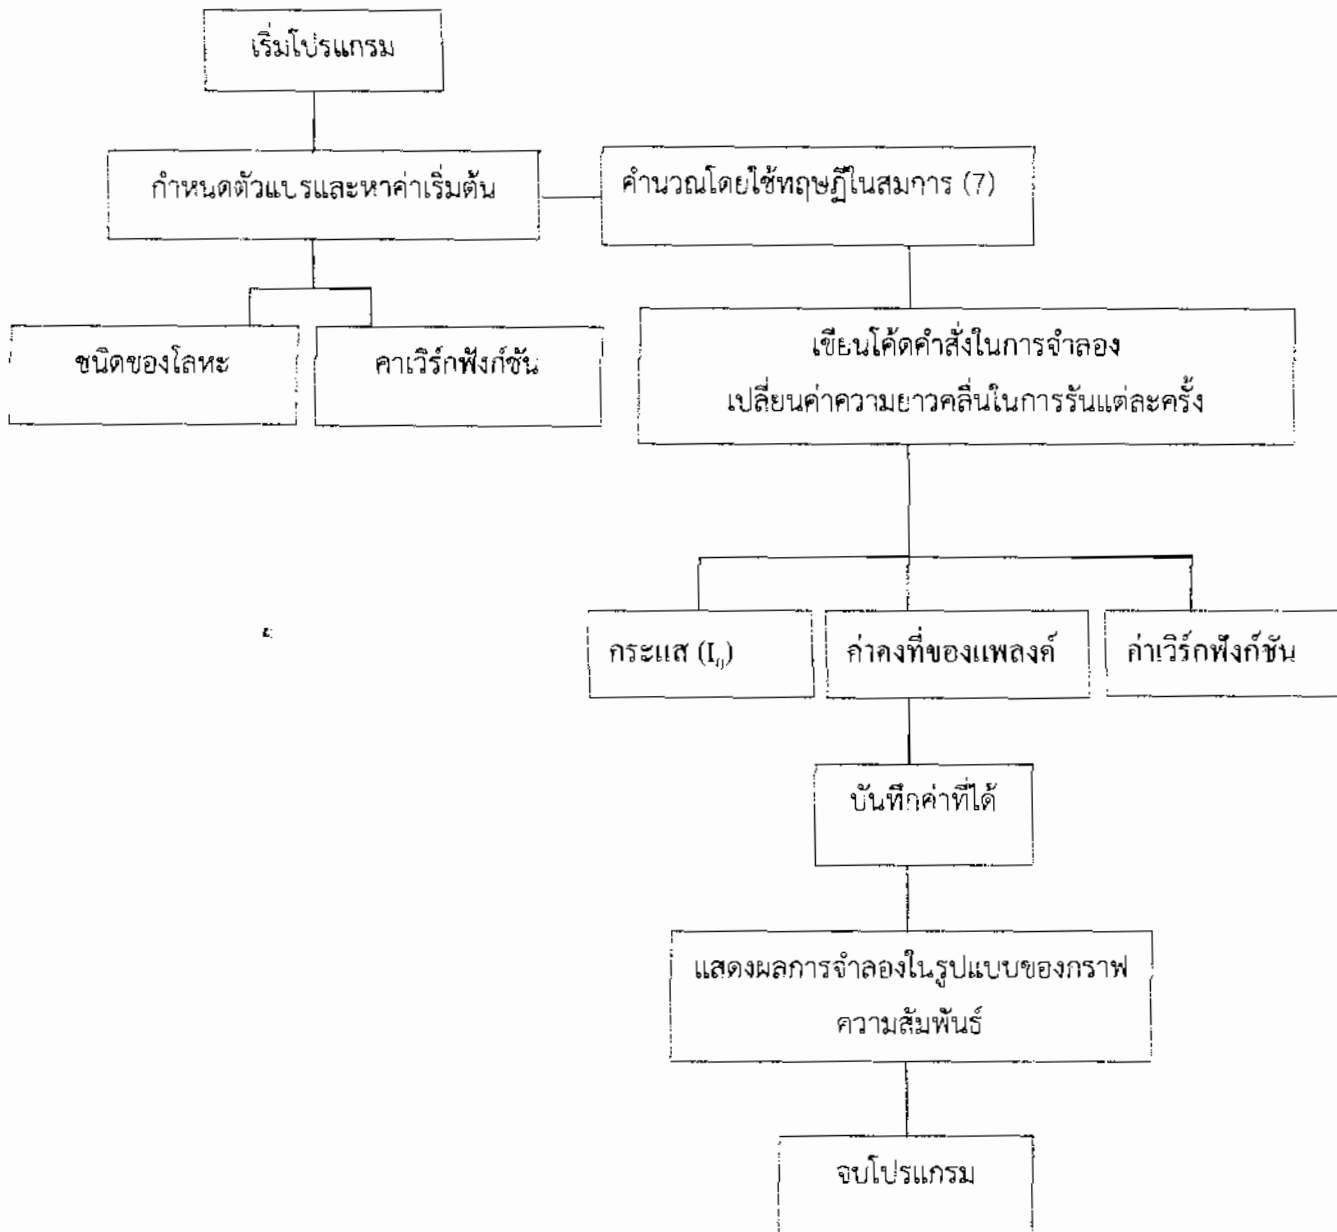 เริ่มโปรแกรม
กำหนดตัวแปรและหาค่าเริ่มต้น
คำนวณโดยใช้ทฤษฎีในสมการ (7)
ชนิดของโลหะ
คาเวิร์กฟังก์ชัน
เขียนโค้ดคำสั่งในการจำลอง
เปลี่ยนค่าความยาวคลื่นในการรันแต่ละครั้ง
กระแส (I₀)
ค่าคงที่ของแพลงค์
ค่าเวิร์กฟังก์ชัน
บันทึกค่าที่ได้
แสดงผลการจำลองในรูปแบบของกราฟ
ความสัมพันธ์
จบโปรแกรม